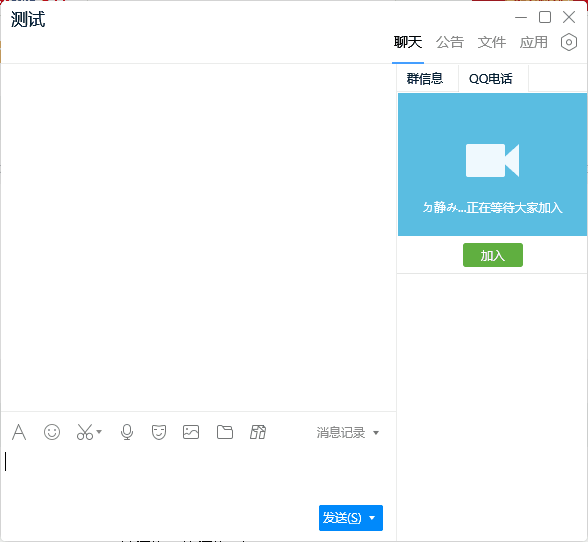 测试
聊天 公告 文件 应用
群信息 QQ电话
ㄉ静み...正在等待大家加入
加入
消息记录
发送(S)